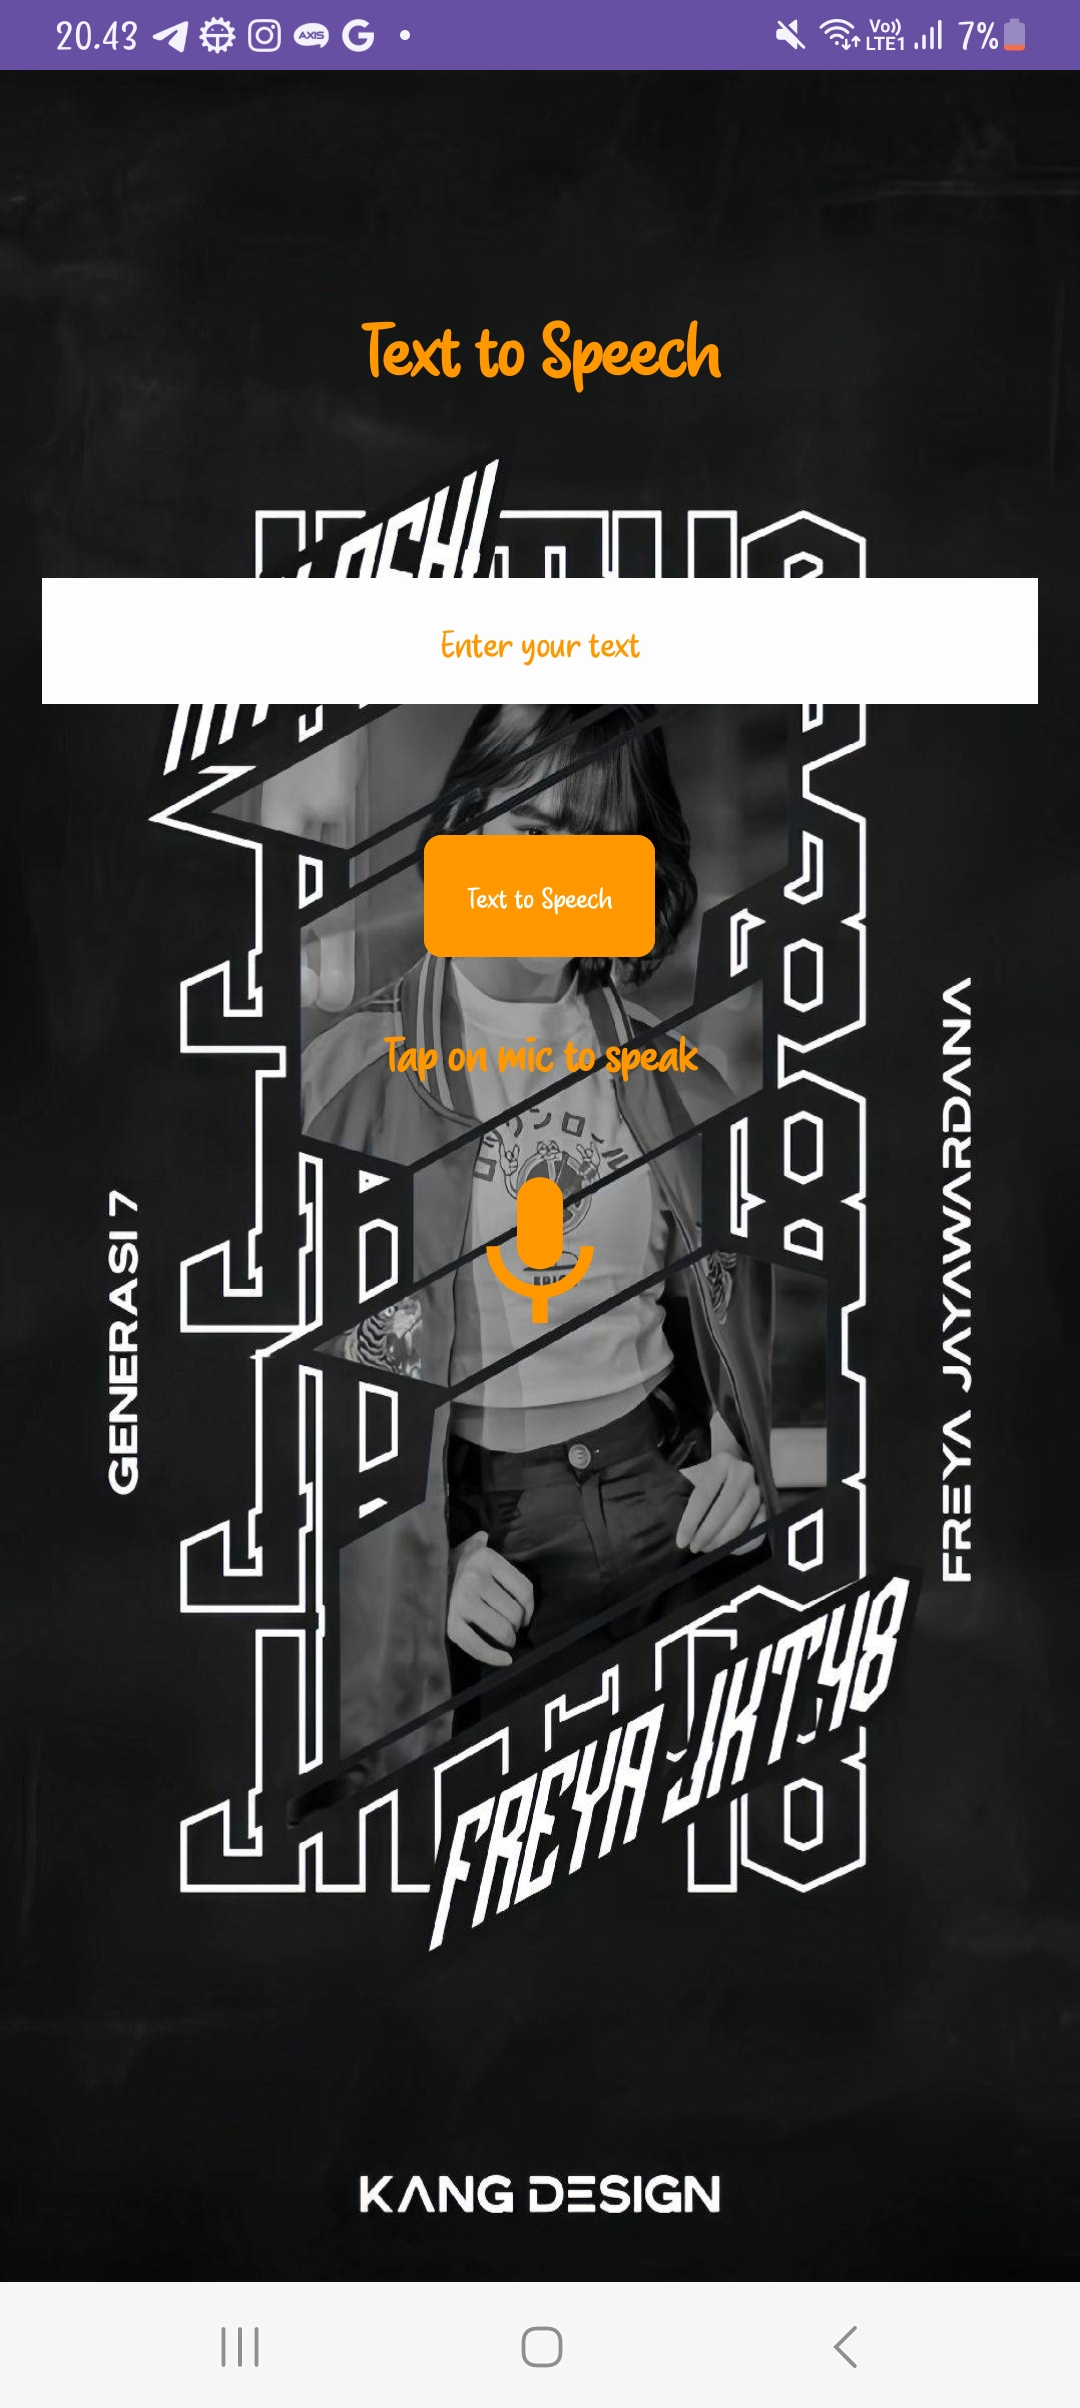 20.43 AXIS G Vo)) LTE1 7%
Text to Speech
Enter your text
Text to Speech
Tap on mic to speak
GENERASI 7
FREYA JAYAWARDANA
FREYA JKT48
KANG DESIGN